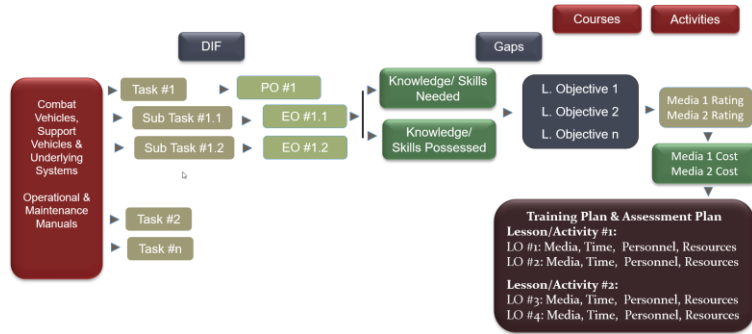 Courses
Activities
DIF
Gaps
Combat
Vehicles,
Support
Vehicles &
Underlying
Systems
Operational &
Maintenance
Manuals
Task #1
PO #1
Sub Task #1.1
EO #1.1
Sub Task #1.2
EO #1.2
Task #2
Task #n
Knowledge/ Skills
Needed
Knowledge/
Skills Possessed
L. Objective 1
L. Objective 2
L. Objective n
Media 1 Rating
Media 2 Rating
Media 1 Cost
Media 2 Cost
Training Plan & Assessment Plan
Lesson/Activity #1:
LO #1: Media, Time, Personnel, Resources
LO #2: Media, Time, Personnel, Resources
Lesson/Activity #2:
LO #3: Media, Time, Personnel, Resources
LO #4: Media, Time, Personnel, Resources